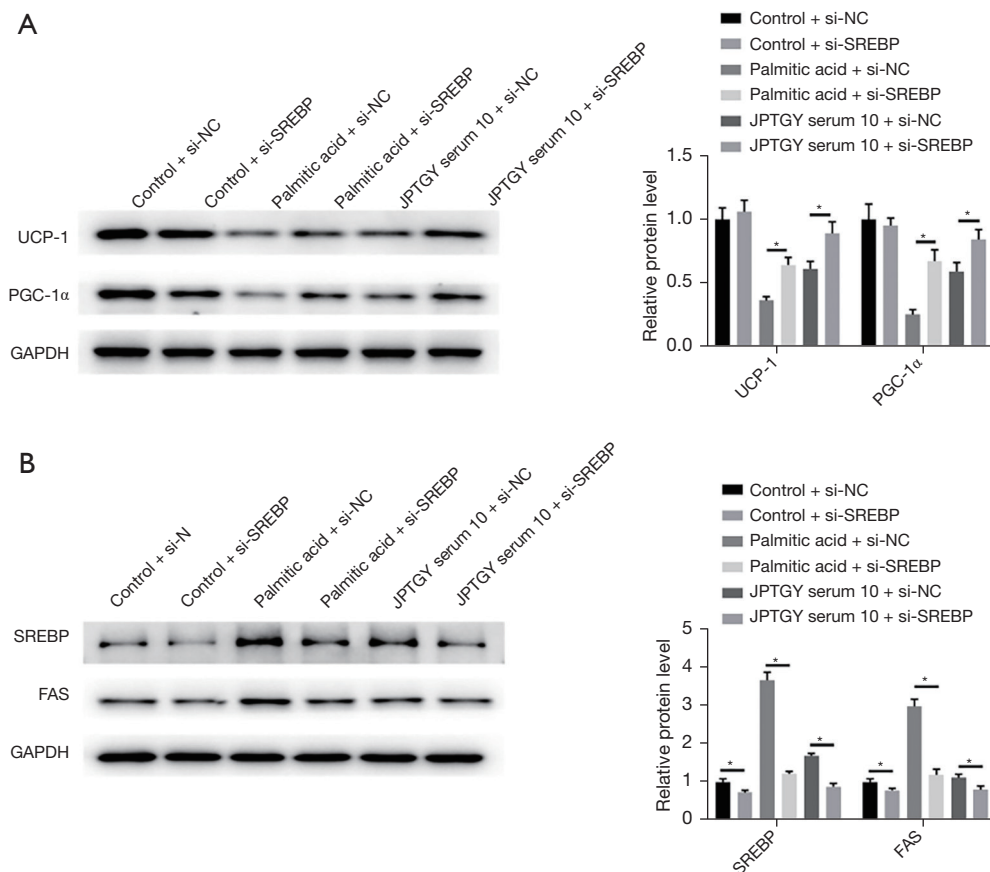 A
Control + si-NC
Control + si-SREBP
Palmitic acid + si-NC
Palmitic acid + si-SREBP
JPTGY serum 10 + si-NC
JPTGY serum 10 + si-SREBP
UCP-1
PGC-1α
GAPDH
Control + si-NC
Control + si-SREBP
Palmitic acid + si-NC
Palmitic acid + si-SREBP
JPTGY serum 10 + si-NC
JPTGY serum 10 + si-SREBP
Relative protein level
1.5
1.0
0.5
0.0
* * * *
UCP-1
PGC-1α
B
Control + si-N
Control + si-SREBP
Palmitic acid + si-NC
Palmitic acid + si-SREBP
JPTGY serum 10 + si-NC
JPTGY serum 10 + si-SREBP
SREBP
FAS
GAPDH
Control + si-NC
Control + si-SREBP
Palmitic acid + si-NC
Palmitic acid + si-SREBP
JPTGY serum 10 + si-NC
JPTGY serum 10 + si-SREBP
Relative protein level
5
4
3
2
1
0
* * * * * *
SREBP
FAS